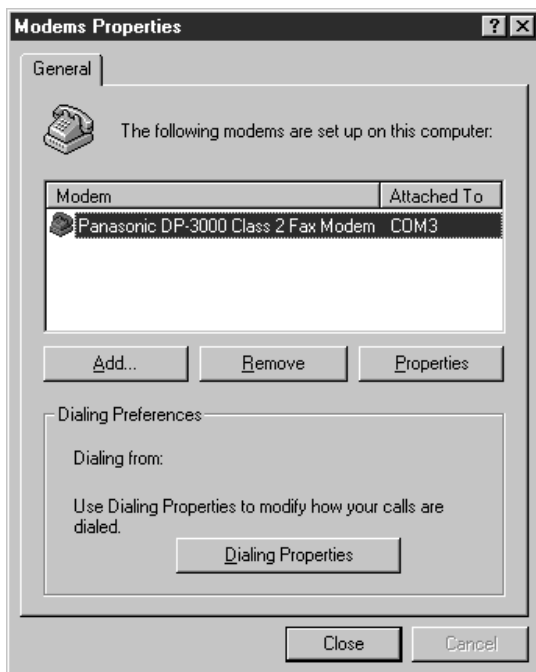 Modems Properties
General
The following modems are set up on this computer:
Modem Attached To
Panasonic DP-3000 Class 2 Fax Modem COM3
Add... Remove Properties
Dialing Preferences
Dialing from:
Use Dialing Properties to modify how your calls are
dialed.
Dialing Properties
Close Cancel